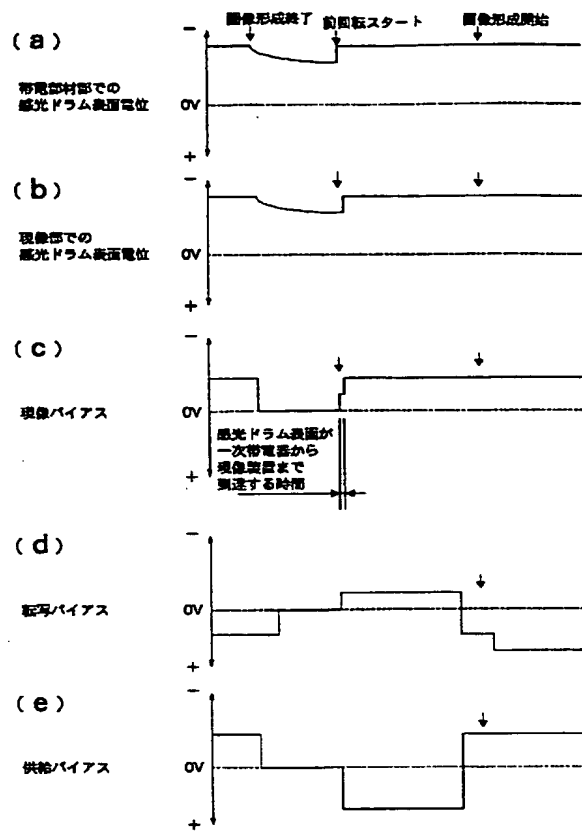 画像形成終了 前回転スタート 画像形成開始
(a)
−
帯電部材部での
感光ドラム表面電位
0V
+
(b)
−
現像部での
感光ドラム表面電位
0V
+
(c)
−
現像バイアス
0V
感光ドラム表面が
一次帯電器から
現像装置まで
到達する時間
+
(d)
−
転写バイアス
0V
+
(e)
−
供給バイアス
0V
+